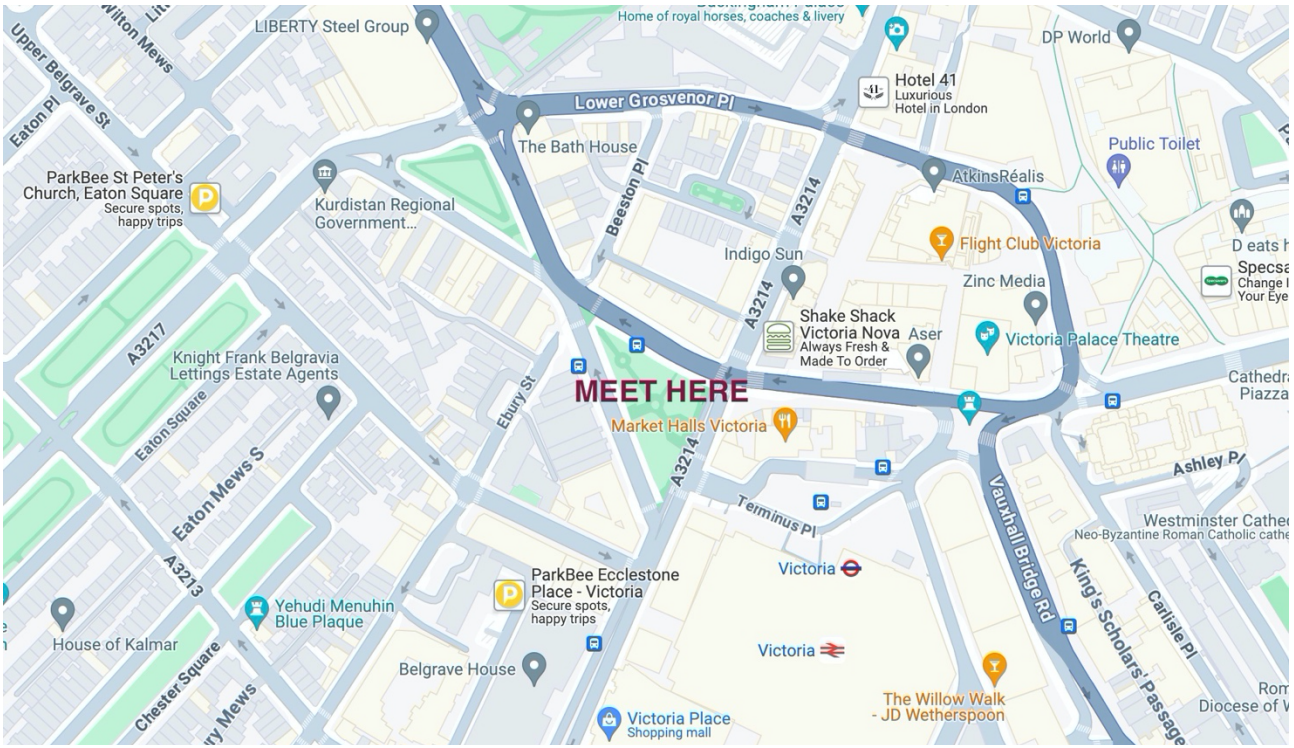 Buckingham Palace
Home of royal horses, coaches & livery
Wilton Mews
LIBERTY Steel Group
DP World
Upper Belgrave St
Eaton Pl
Hotel 41
Luxurious
Hotel in London
Lower Grosvenor Pl
The Bath House
Public Toilet
ParkBee St Peter's
Church, Eaton Square
Secure spots,
happy trips
Kurdistan Regional
Government...
Beeston Pl
A3214
AtkinsRéalis
Flight Club Victoria
D eats
Indigo Sun
Zinc Media
Change
Your Eye
A3217
A3214
Shake Shack
Victoria Nova
Always Fresh &
Made To Order
Aser
Victoria Palace Theatre
Knight Frank Belgravia
Lettings Estate Agents
MEET HERE
Ebury St
Eaton Square
Market Halls Victoria
Piazza
A3214
Eaton Mews S
Ashley Pl
Terminus Pl
Vauxhall Bridge Rd
Westminster
Neo-Byzantine Roman Catholic
A3213
Victoria
ParkBee Ecclestone
Place - Victoria
Secure spots,
happy trips
Yehudi Menuhin
Blue Plaque
King's Scholars' Passage
Carlisle Pl
House of Kalmar
Victoria
Belgrave House
Chester Square
The Willow Walk
- JD Wetherspoon
Diocese of
Mews
Victoria Place
Shopping mall